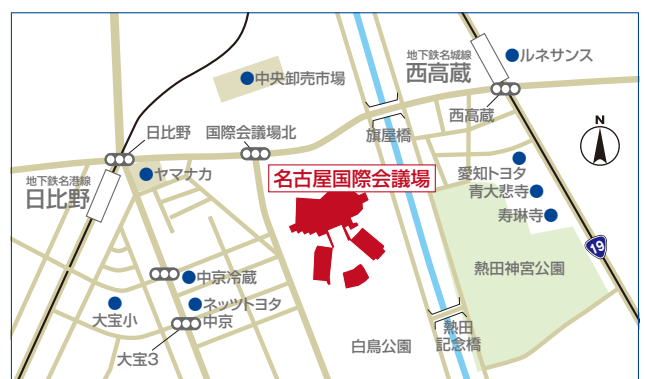 地下鉄名城線
西高蔵
ルネサンス
中央卸売市場
西高蔵
日比野
国際会議場北
旗屋橋
N
地下鉄名港線
日比野
ヤマナカ
名古屋国際会議場
愛知トヨタ
青大悲寺
寿琳寺
19
熱田神宮公園
中京冷蔵
ネッツトヨタ
中京
大宝小
大宝3
白鳥公園
熱田
記念橋